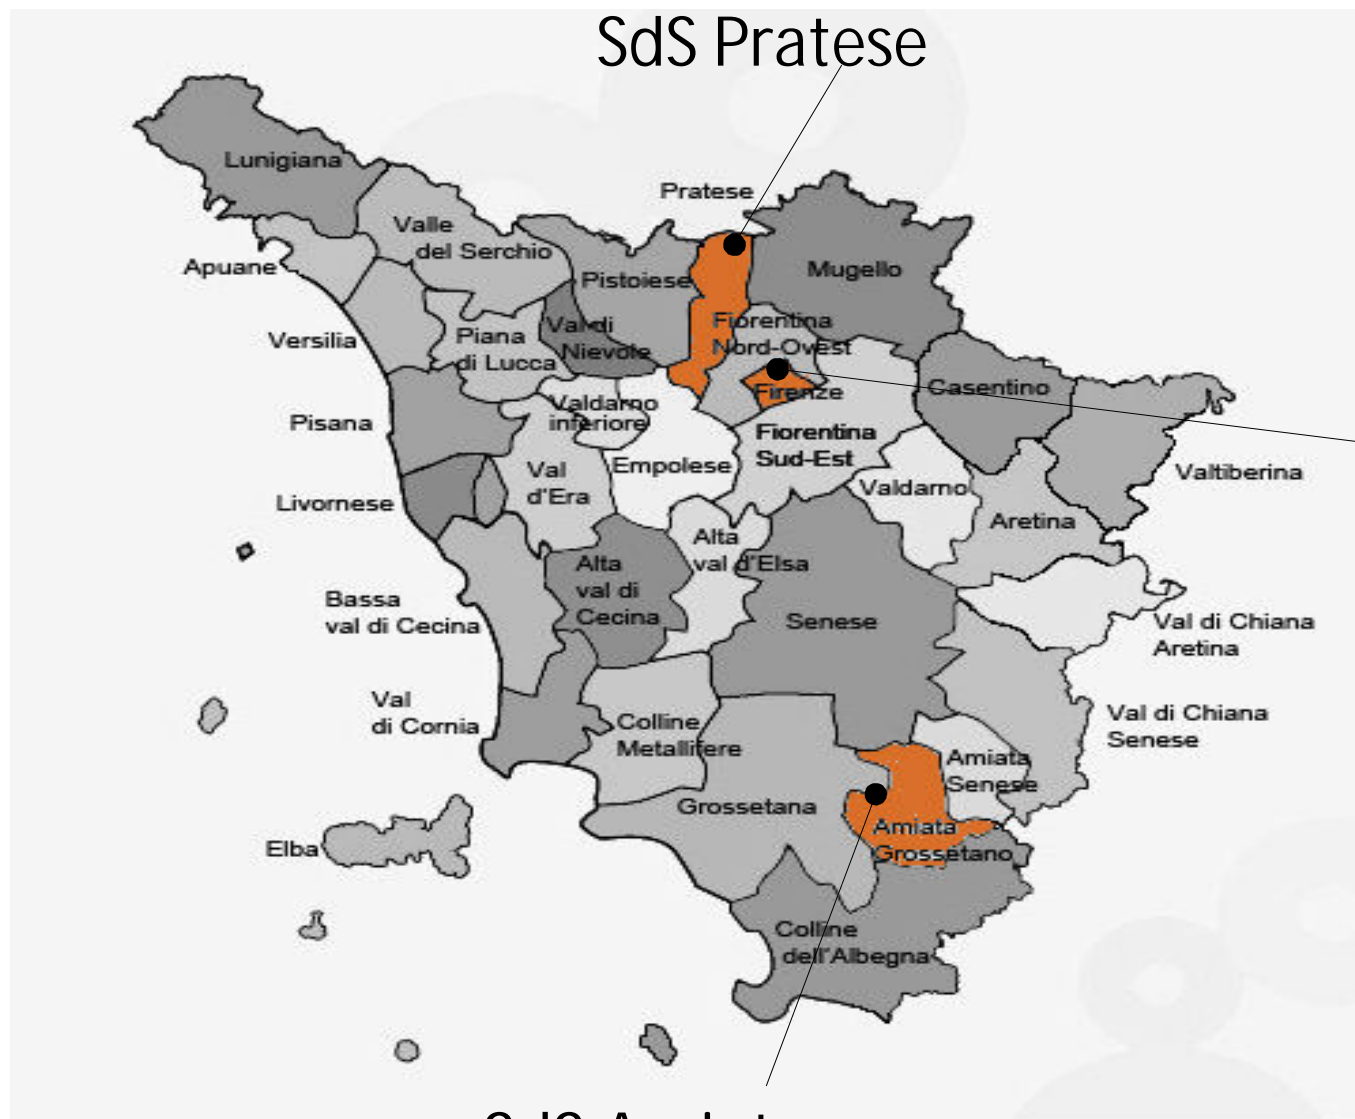 SdS Pratese
Lunigiana
Pratese
Valle
del Serchio
Apuane
Pistoiese
Mugello
Versilia
Piana
di Lucca
Val di
Nievole
Fiorentina
Nord-Ovest
Firenze
Casentino
Valdarno
inferiore
Pisana
Fiorentina
Sud-Est
Empolese
Val
d'Era
Valdarno
Valtiberina
Livornese
Aretina
Alta
val d'Elsa
Alta
val di
Cecina
Bassa
val di Cecina
Senese
Val di Chiana
Aretina
Val
di Cornia
Colline
Metallifere
Val di Chiana
Senese
Amiata
Senese
Grossetana
Amiata
Grossetano
Elba
Colline
dell'Albegna